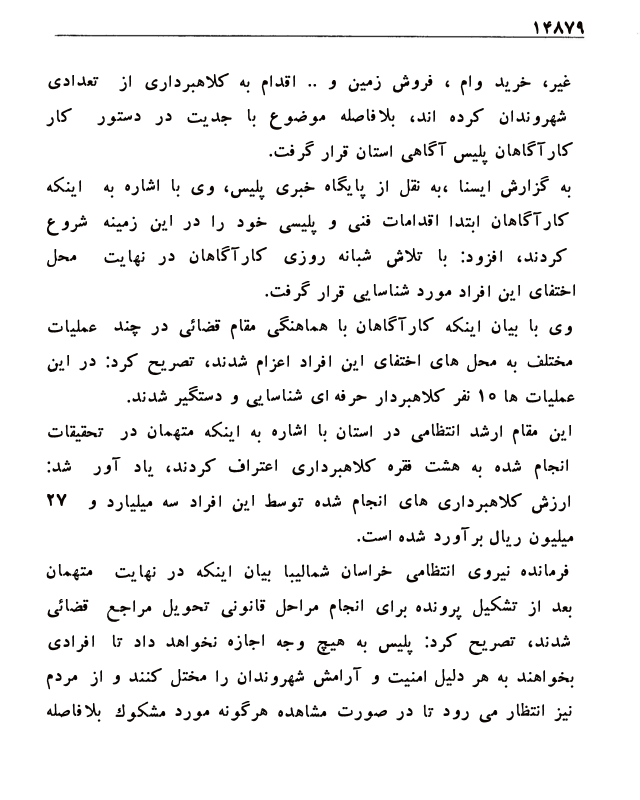 ۱۴۸۷۹
غیر، خرید وام ، فروش زمین و .. اقدام به کلاهبرداری از تعدادی
شهروندان کرده اند، بلافاصله موضوع با جدیت در دستور کار
کارآگاهان پلیس آگاهی استان قرار گرفت.
به گزارش ایسنا ،به نقل از پایگاه خبری پلیس، وی با اشاره به اینکه
کارآگاهان ابتدا اقدامات فنی و پلیسی خود را در این زمینه شروع
کردند، افزود: با تلاش شبانه روزی کارآگاهان در نهایت محل
اختفای این افراد مورد شناسایی قرار گرفت.
وی با بیان اینکه کارآگاهان با هماهنگی مقام قضائی در چند عملیات
مختلف به محل های اختفای این افراد اعزام شدند، تصریح کرد: در این
عملیات ها ۱۵ نفر کلاهبردار حرفه ای شناسایی و دستگیر شدند.
این مقام ارشد انتظامی در استان با اشاره به اینکه متهمان در تحقیقات
انجام شده به هشت فقره کلاهبرداری اعتراف کردند، یاد آور شد:
ارزش کلاهبرداری های انجام شده توسط این افراد سه میلیارد و ۲۷
میلیون ریال برآورد شده است.
فرمانده نیروی انتظامی خراسان شمالیبا بیان اینکه در نهایت متهمان
بعد از تشکیل پرونده برای انجام مراحل قانونی تحویل مراجع قضائی
شدند، تصریح کرد: پلیس به هیچ وجه اجازه نخواهد داد تا افرادی
بخواهند به هر دلیل امنیت و آرامش شهروندان را مختل کنند و از مردم
نیز انتظار می رود تا در صورت مشاهده هرگونه مورد مشکوك بلافاصله